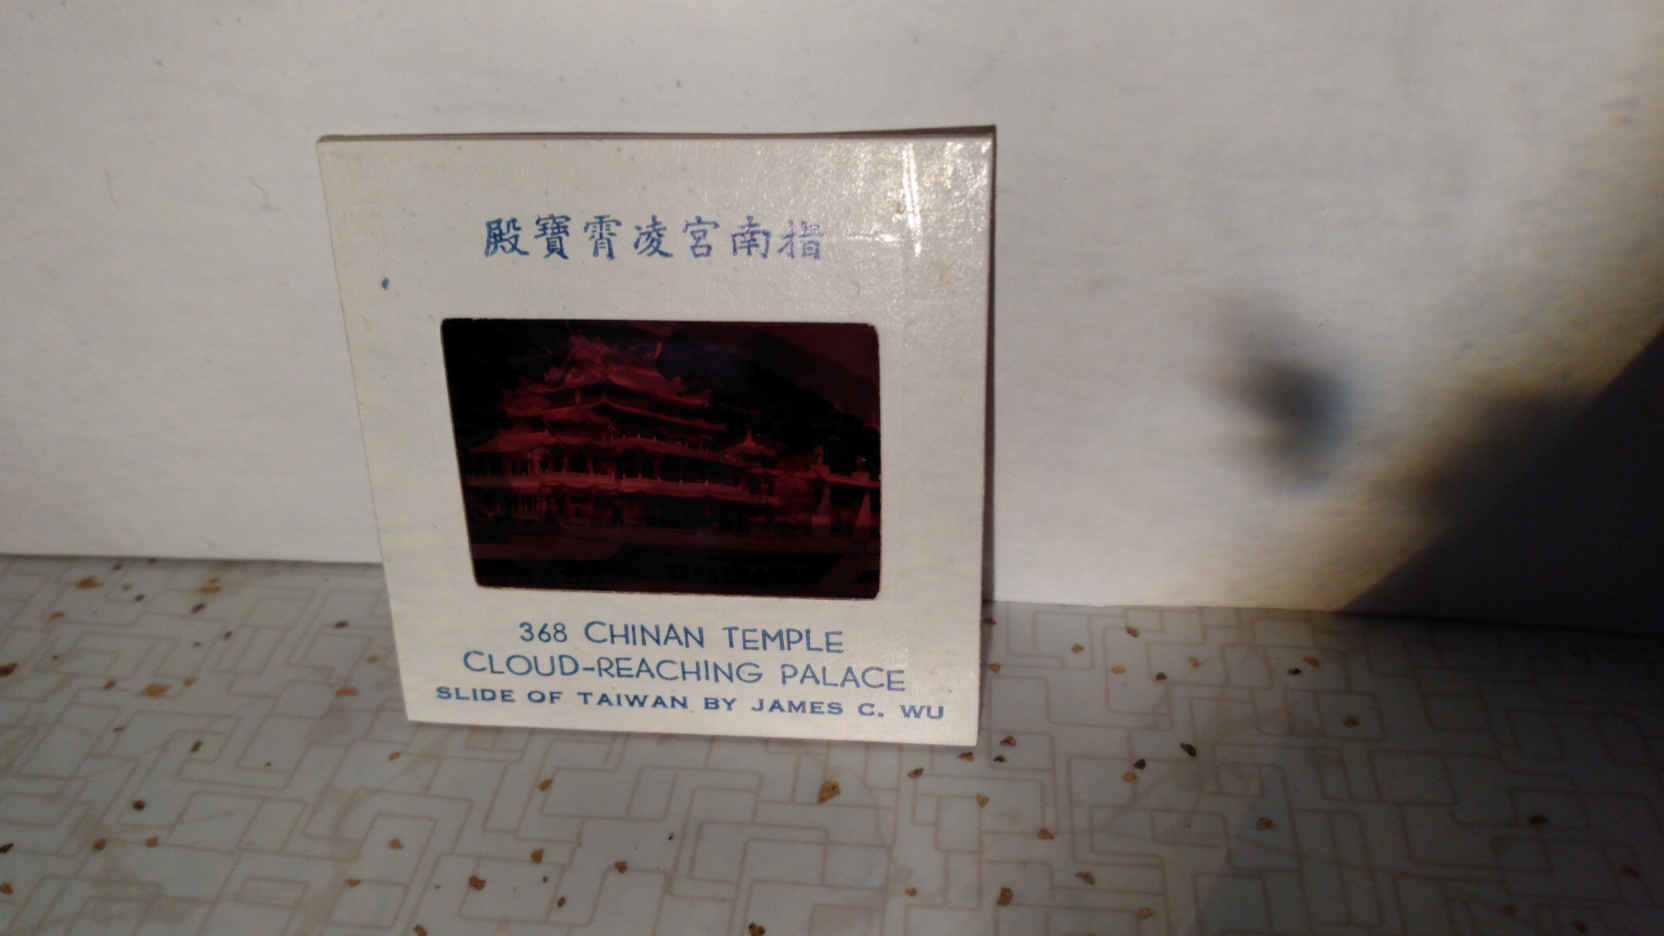 指南宮凌霄寶殿
368 CHINAN TEMPLE
CLOUD-REACHING PALACE
SLIDE OF TAIWAN BY JAMES C. WU